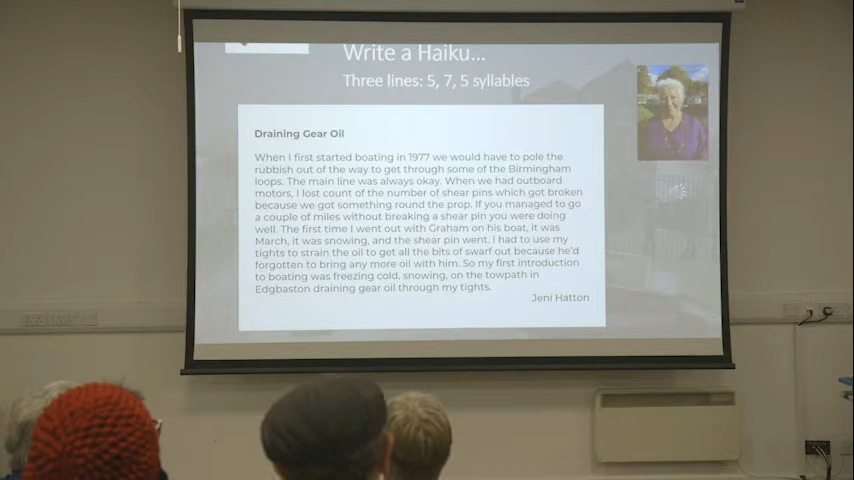 Write a Haiku...
Three lines: 5, 7, 5 syllables
Draining Gear Oil
When I first started boating in 1977 we would have to pole the
rubbish out of the way to get through some of the Birmingham
loops. The main line was always okay. When we had outboard
motors, I lost count of the number of shear pins which got broken
because we got something round the prop. If you managed to go
a couple of miles without breaking a shear pin you were doing
well. The first time I went out with Graham on his boat, it was
March, it was snowing, and the shear pin went. I had to use my
tights to strain the oil to get all the bits of swarf out because he'd
forgotten to bring any more oil with him. So my first introduction
to boating was freezing cold, snowing, on the towpath in
Edgbaston draining gear oil through my tights.
Jeni Hatton